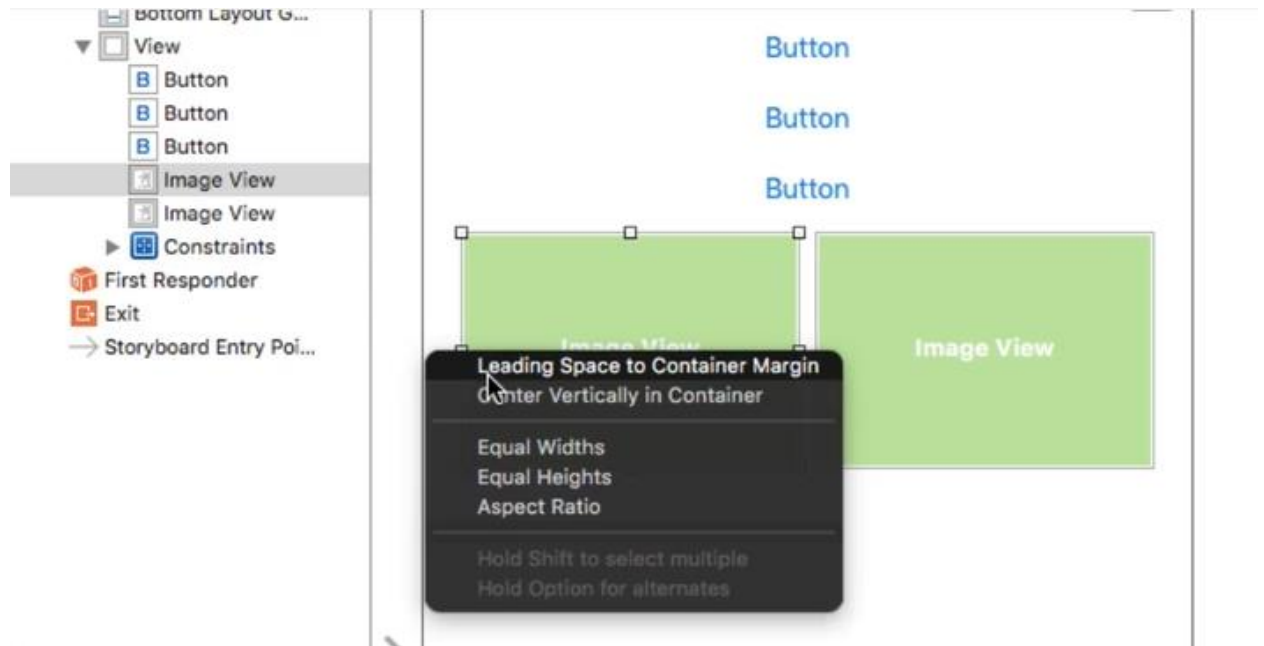 Bottom Layout G...
View
B Button
B Button
B Button
Image View
Image View
Constraints
First Responder
Exit
Storyboard Entry Poi...
Button
Button
Button
Image View
Image View
Leading Space to Container Margin
Center Vertically in Container
Equal Widths
Equal Heights
Aspect Ratio
Hold Shift to select multiple
Hold Option for alternates